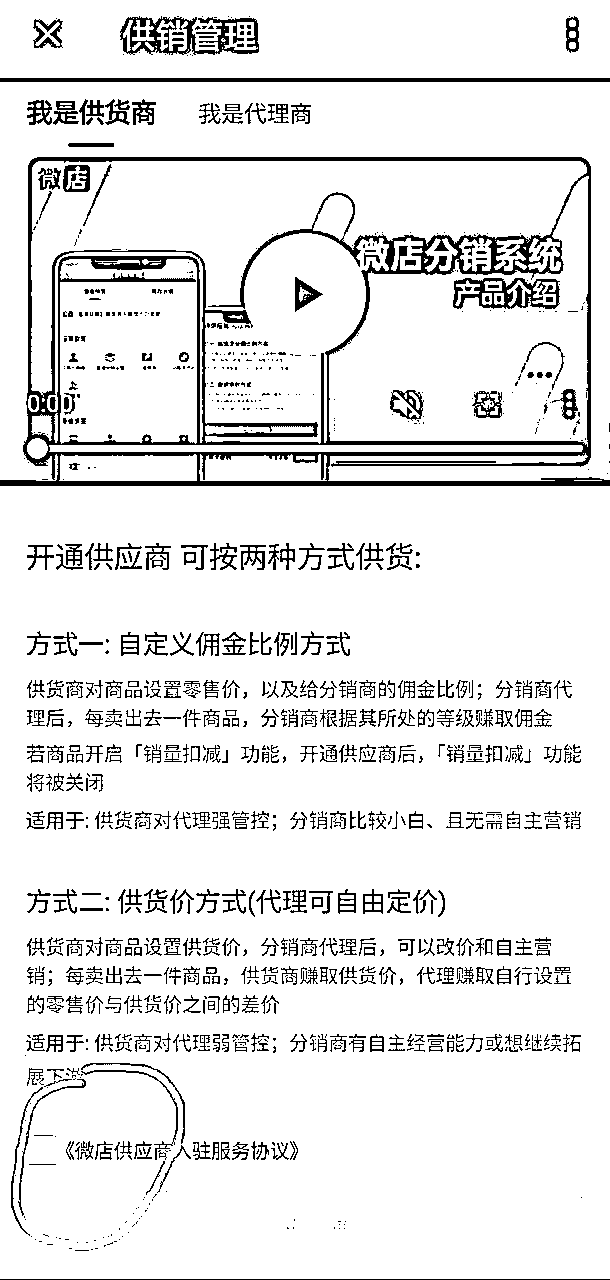 供销管理
我是供货商 我是代理商
微店
微店分销系统
产品介绍
0:00
开通供应商 可按两种方式供货:
方式一: 自定义佣金比例方式
供货商对商品设置零售价，以及给分销商的佣金比例；分销商代
理后，每卖出去一件商品，分销商根据其所处的等级赚取佣金
若商品开启「销量扣减」功能，开通供应商后，「销量扣减」功能
将被关闭
适用于: 供货商对代理强管控；分销商比较小白、且无需自主营销
方式二: 供货价方式(代理可自由定价)
供货商对商品设置供货价，分销商代理后，可以改价和自主营
销；每卖出去一件商品，供货商赚取供货价，代理赚取自行设置
的零售价与供货价之间的差价
适用于: 供货商对代理弱管控；分销商有自主经营能力或想继续拓
展下游
《微店供应商入驻服务协议》